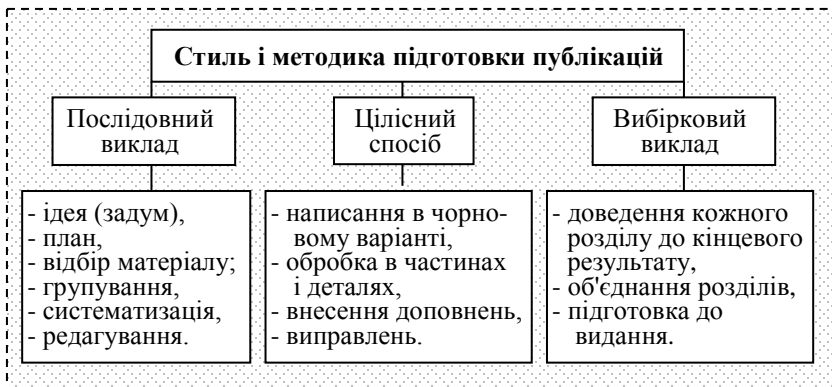 Стиль і методика підготовки публікацій
Послідовний
виклад
Цілісний
спосіб
Вибірковий
виклад
- ідея (задум),
- план,
- відбір матеріалу;
- групування,
- систематизація,
- редагування.
- написання в чорно-
вому варіанті,
- обробка в частинах
і деталях,
- внесення доповнень,
- виправлень.
- доведення кожного
розділу до кінцевого
результату,
- об'єднання розділів,
- підготовка до
видання.